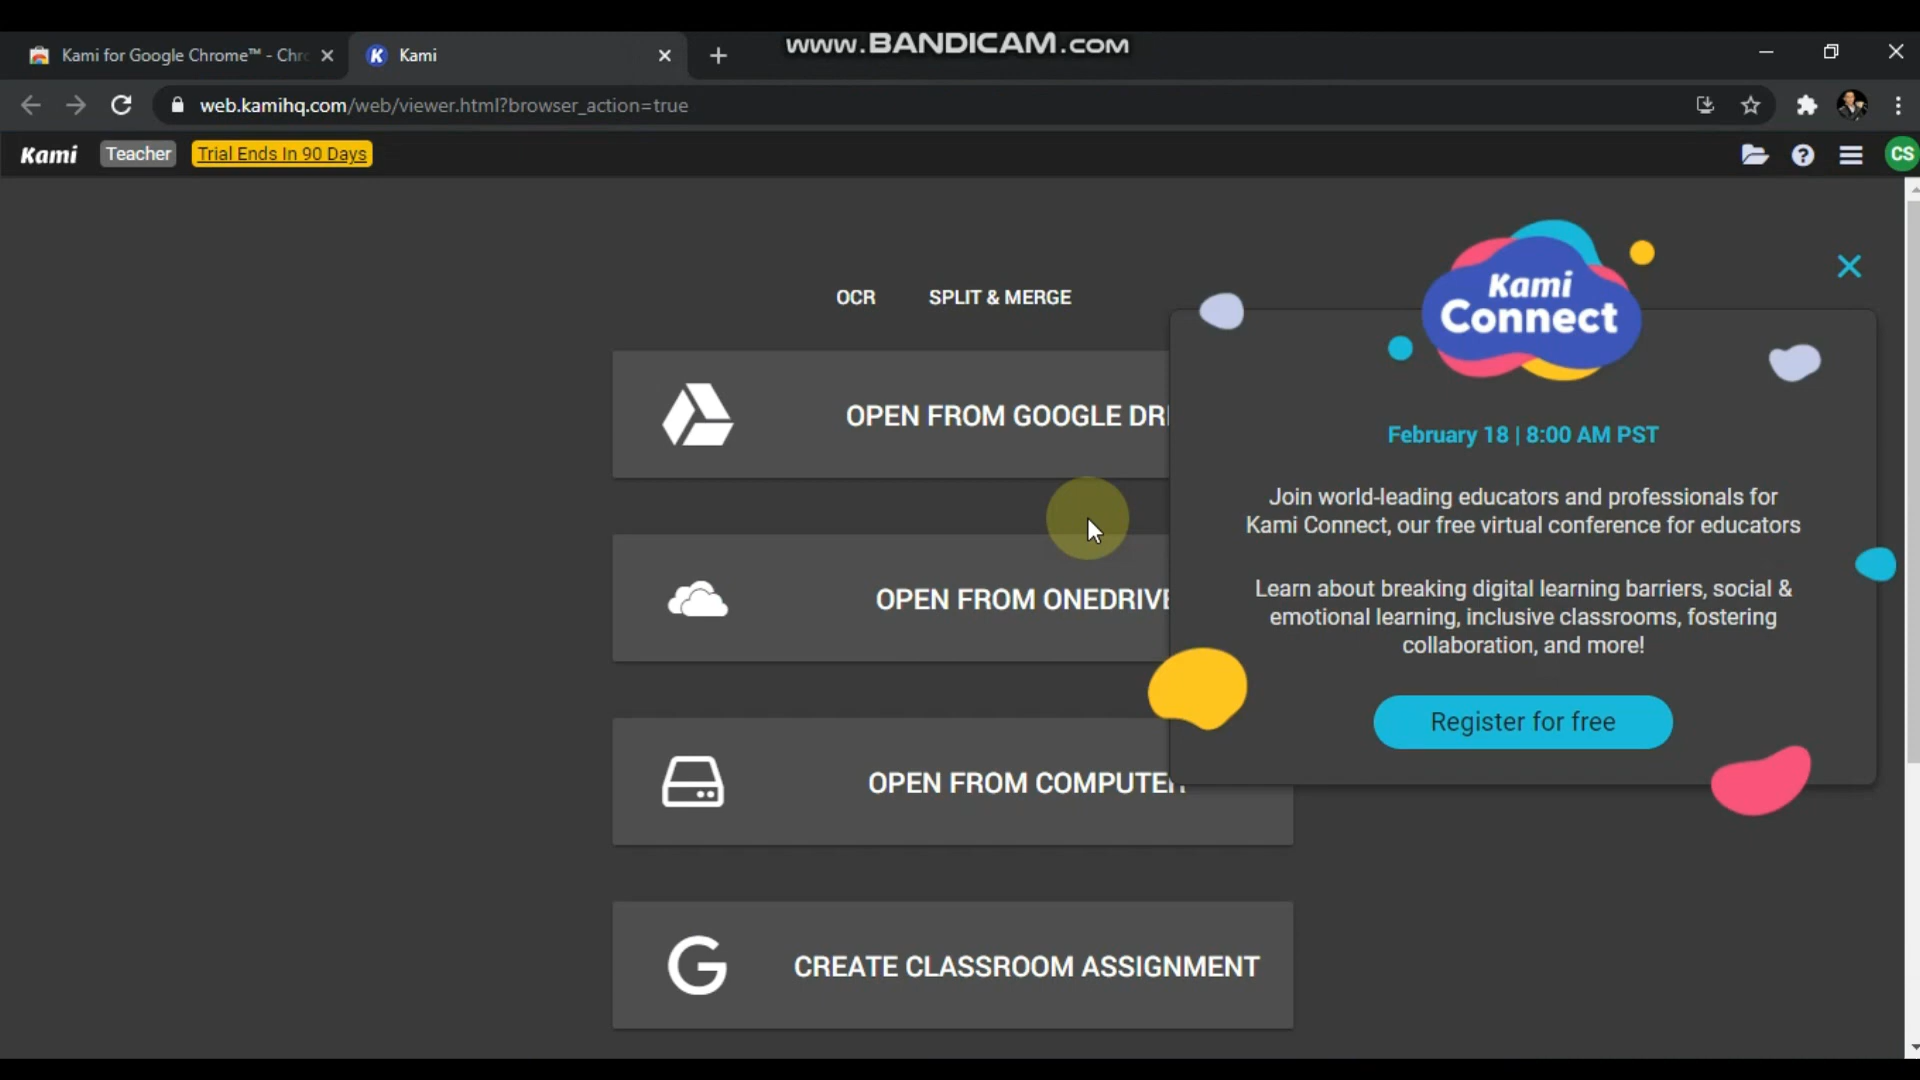 www.BANDICAM.com
Kami for Google Chrome™ - Chr
Kami
web.kamihq.com/web/viewer.html?browser_action=true
Kami
Teacher
Trial Ends In 90 Days
CS
OCR
SPLIT & MERGE
OPEN FROM GOOGLE DRI
OPEN FROM ONEDRIVE
OPEN FROM COMPUTER
CREATE CLASSROOM ASSIGNMENT
Kami
Connect
February 18 | 8:00 AM PST
Join world-leading educators and professionals for
Kami Connect, our free virtual conference for educators
Learn about breaking digital learning barriers, social &
emotional learning, inclusive classrooms, fostering
collaboration, and more!
Register for free